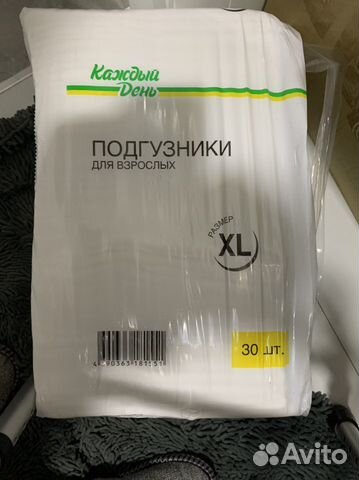 Каждый
День
ПОДГУЗНИКИ
ДЛЯ ВЗРОСЛЫХ
РАЗМЕР
XL
30 шт.
Avito